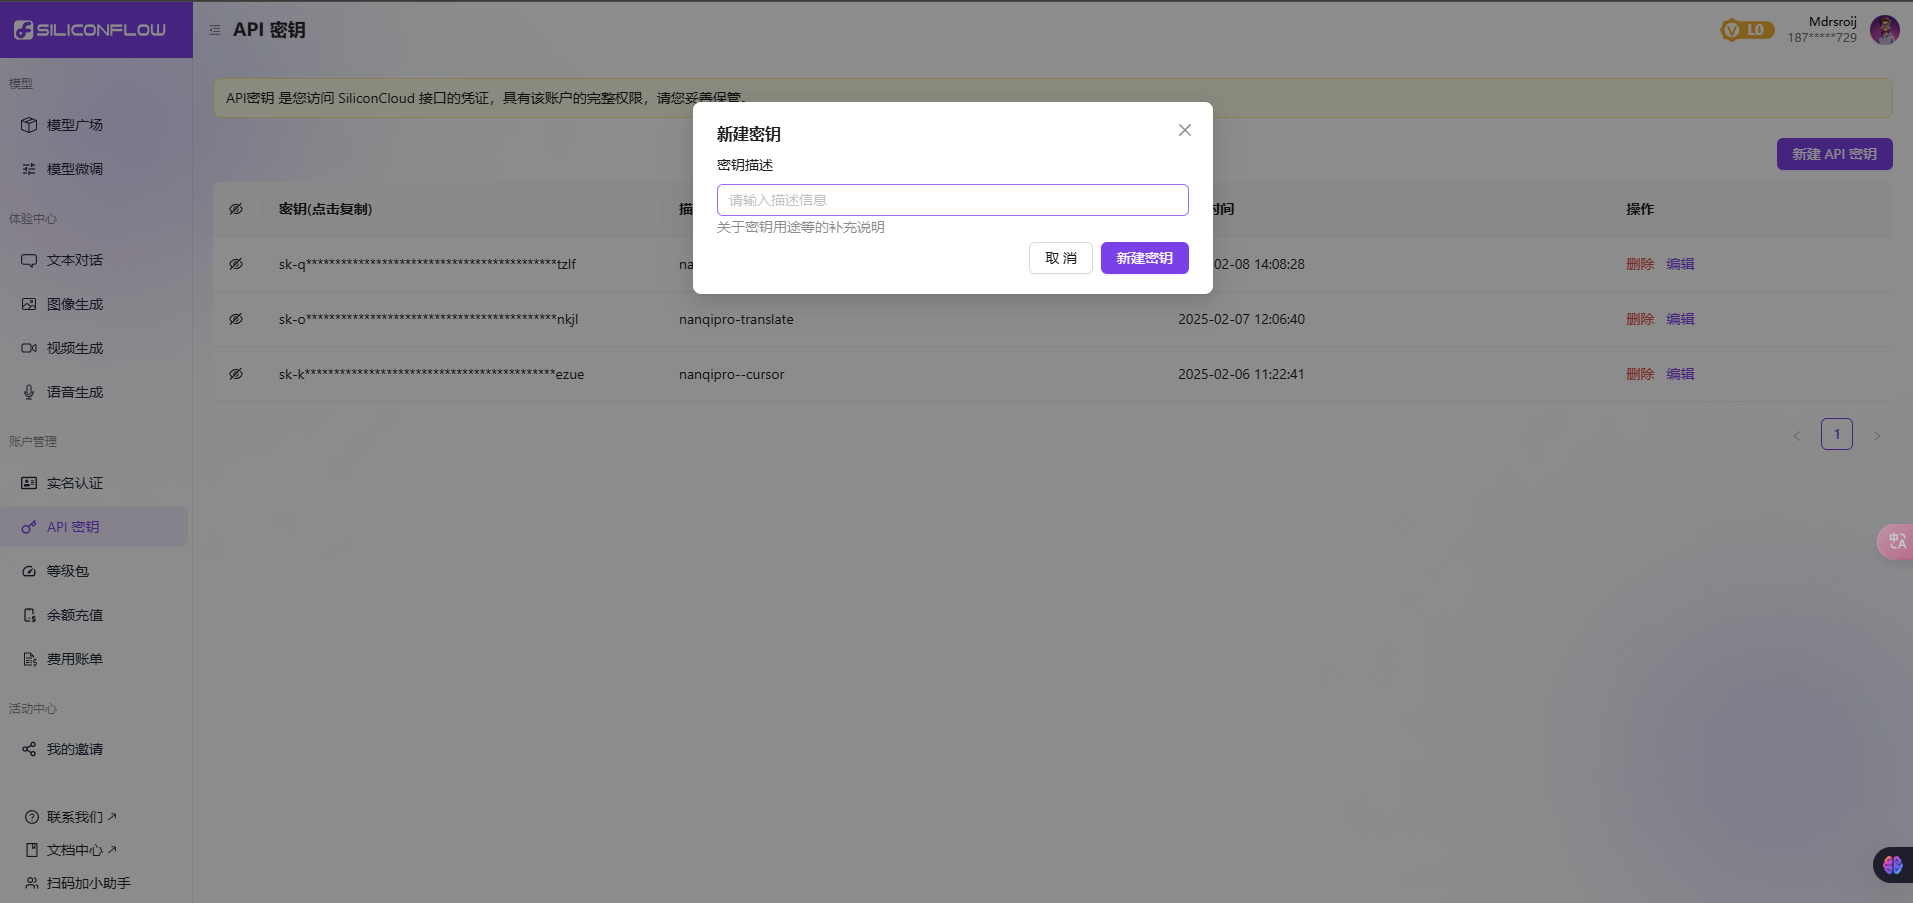 SILICONFLOW
API 密钥
L0
Mdrsroij
187*****729
模型
模型广场
模型微调
体验中心
文本对话
图像生成
视频生成
语音生成
账户管理
实名认证
API 密钥
等级包
余额充值
费用账单
活动中心
我的邀请
联系我们
文档中心
扫码加小助手
API密钥 是您访问 SiliconCloud 接口的凭证，具有该账户的完整权限，请您妥善保管。
新建 API 密钥
新建密钥
密钥描述
请输入描述信息
关于密钥用途等的补充说明
取 消
新建密钥
密钥(点击复制) 描 时间 操作
sk-q*******************************************tzlf na 02-08 14:08:28 删除 编辑
sk-o*******************************************nkjl nanqipro-translate 2025-02-07 12:06:40 删除 编辑
sk-k*******************************************ezue nanqipro--cursor 2025-02-06 11:22:41 删除 编辑
1